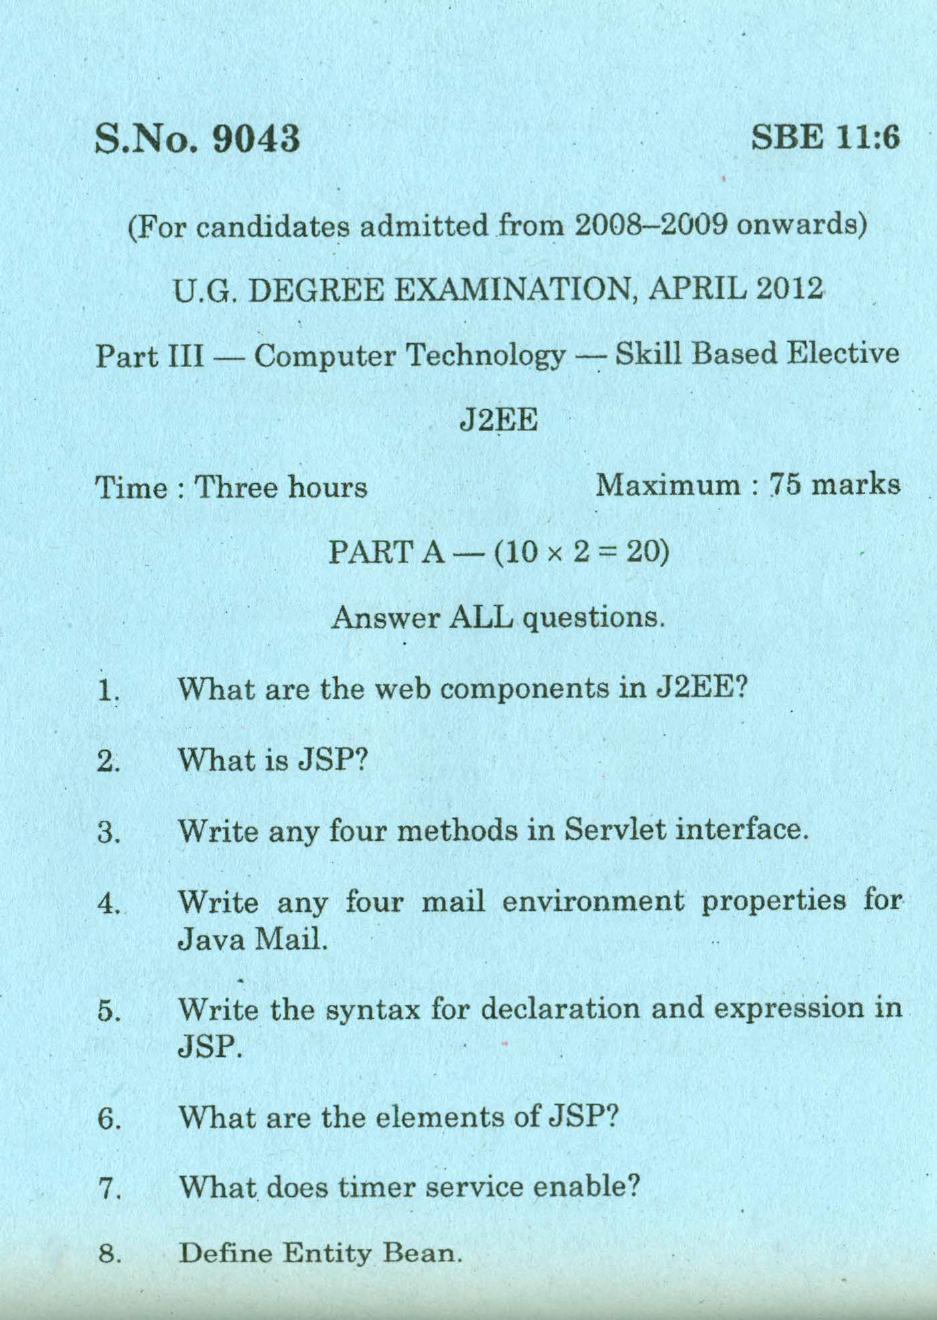 S.No. 9043 SBE 11:6
(For candidates admitted from 2008–2009 onwards)
U.G. DEGREE EXAMINATION, APRIL 2012
Part III — Computer Technology — Skill Based Elective
J2EE
Time : Three hours Maximum : 75 marks
PART A — (10 × 2 = 20)
Answer ALL questions.
1. What are the web components in J2EE?
2. What is JSP?
3. Write any four methods in Servlet interface.
4. Write any four mail environment properties for
Java Mail.
5. Write the syntax for declaration and expression in
JSP.
6. What are the elements of JSP?
7. What does timer service enable?
8. Define Entity Bean.